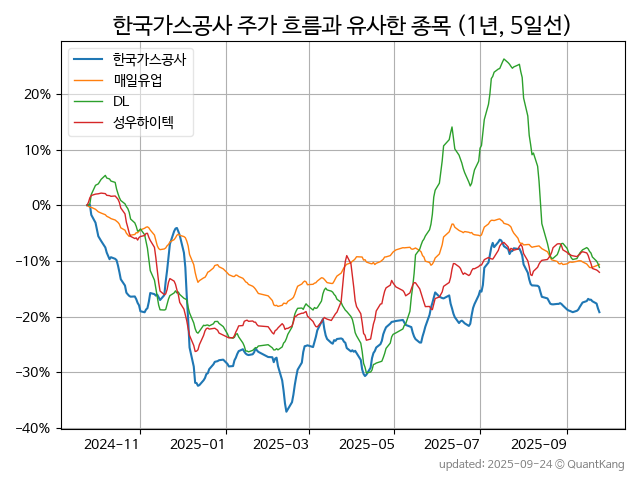 한국가스공사 주가 흐름과 유사한 종목 (1년, 5일선)
한국가스공사
매일유업
DL
성우하이텍
20%
10%
0%
−10%
−20%
−30%
−40%
2024-11
2025-01
2025-03
2025-05
2025-07
2025-09
updated: 2025-09-24 © QuantKang